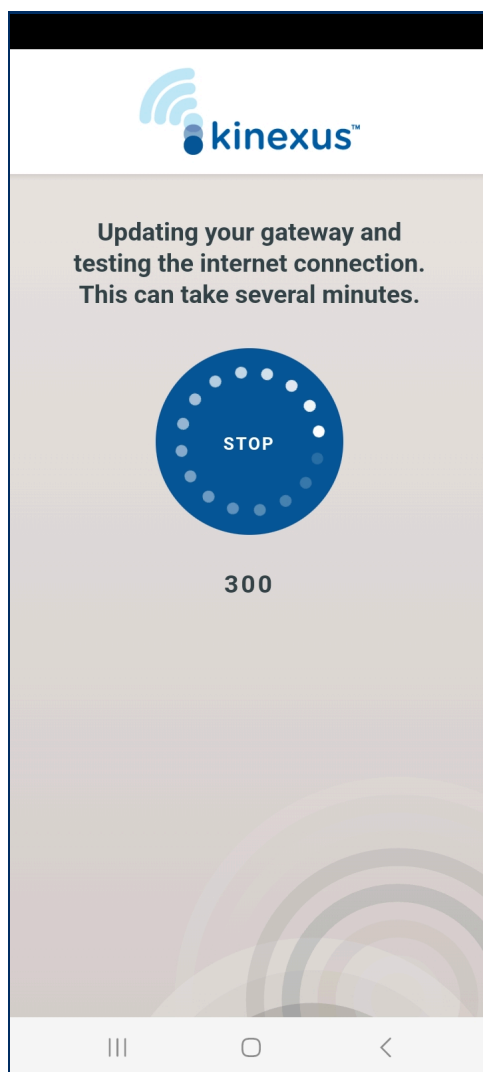 kinexus™
Updating your gateway and
testing the internet connection.
This can take several minutes.
STOP
300